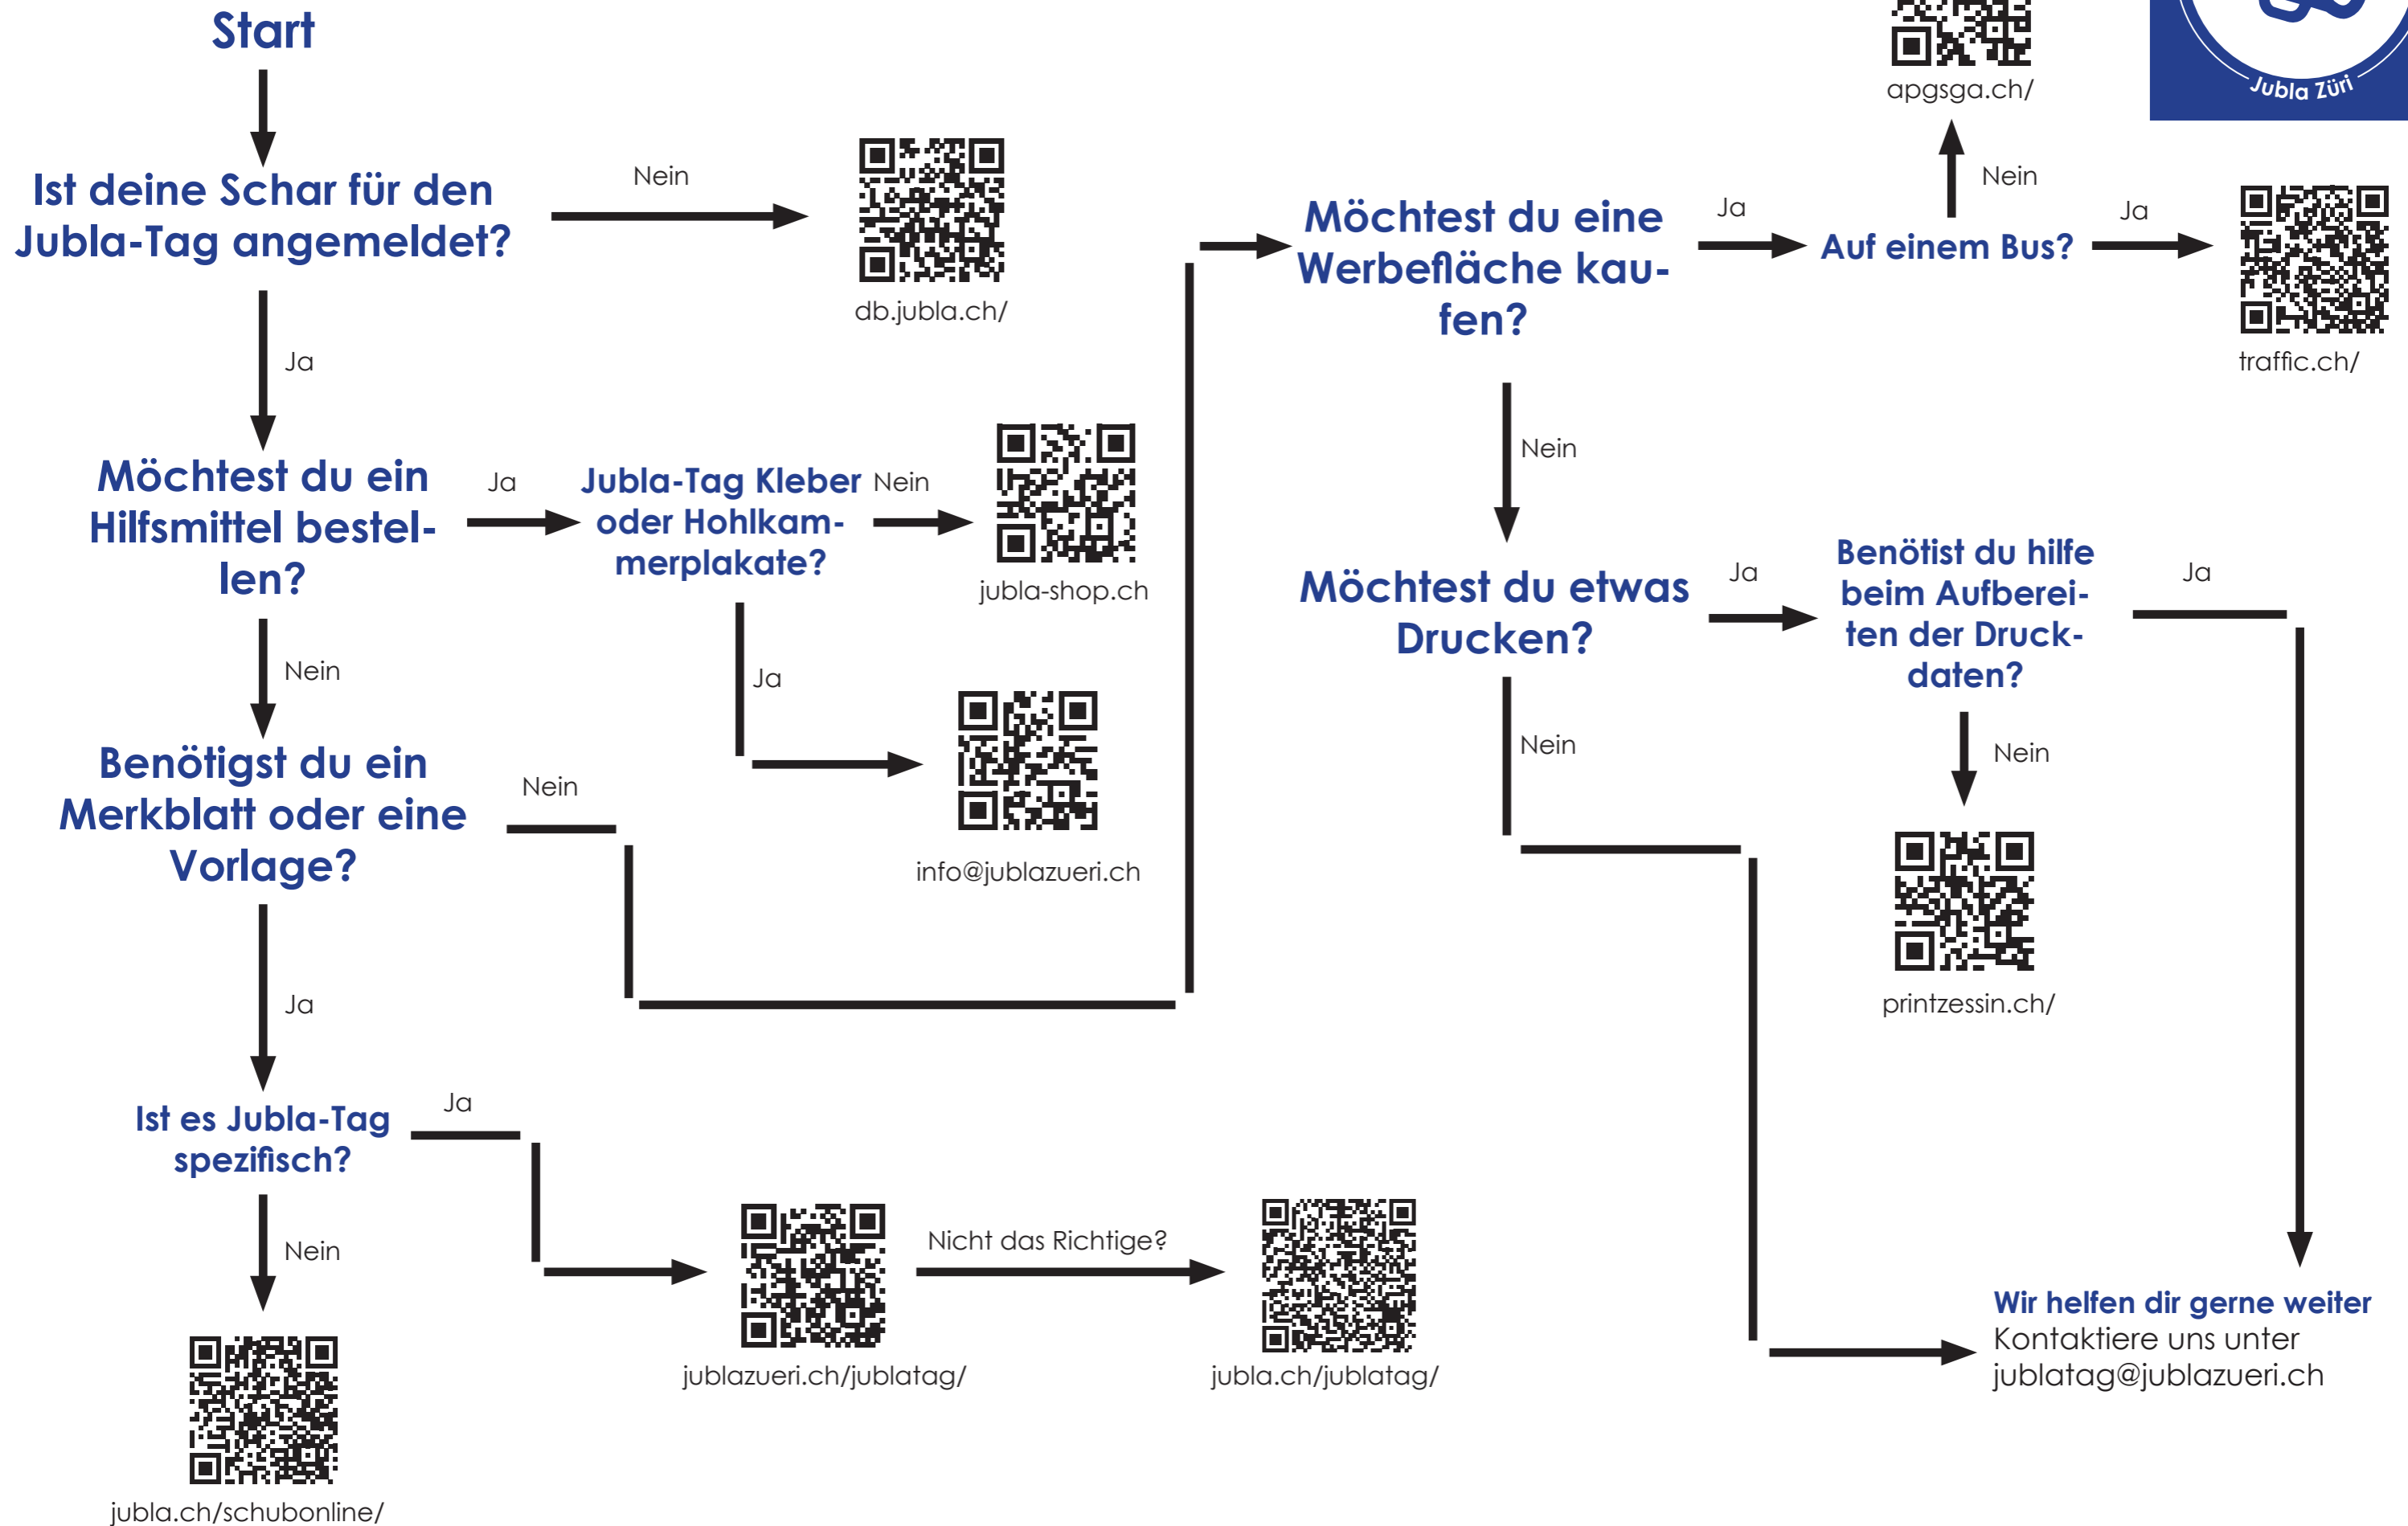 Start
Ist deine Schar für den
Jubla-Tag angemeldet?
Nein
db.jubla.ch/
Ja
Möchtest du ein
Hilfsmittel bestel-
len?
Ja
Jubla-Tag Kleber
oder Hohlkam-
merplakate?
Nein
jubla-shop.ch
Ja
info@jublazueri.ch
Nein
Benötigst du ein
Merkblatt oder eine
Vorlage?
Nein
Ja
Ist es Jubla-Tag
spezifisch?
Ja
jublazueri.ch/jublatag/
Nicht das Richtige?
jubla.ch/jublatag/
Nein
jubla.ch/schubonline/
Möchtest du eine
Werbefläche kau-
fen?
Ja
Auf einem Bus?
Nein
apgsga.ch/
Ja
traffic.ch/
Jubla Züri
Nein
Möchtest du etwas
Drucken?
Ja
Benötist du hilfe
beim Aufberei-
ten der Druck-
daten?
Ja
Nein
printzessin.ch/
Nein
Wir helfen dir gerne weiter
Kontaktiere uns unter
jublatag@jublazueri.ch